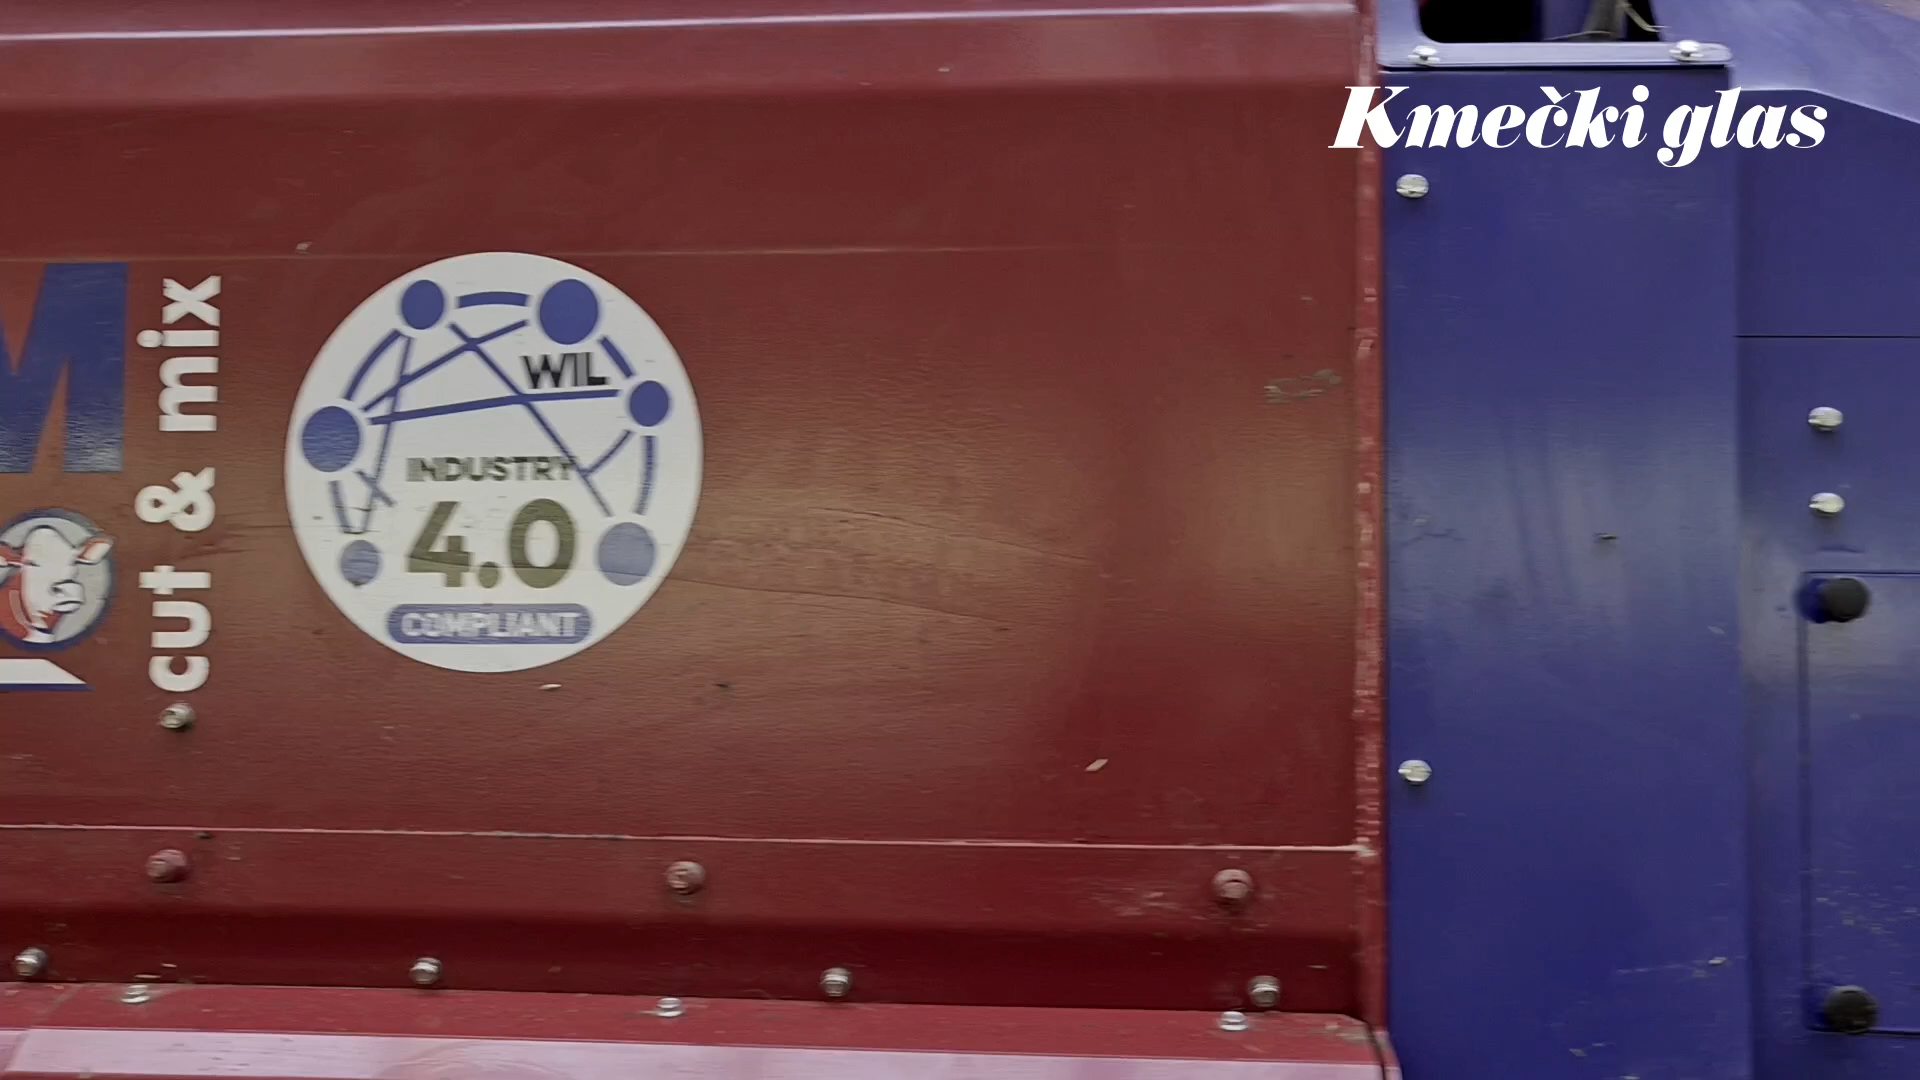 Kmečki glas
M
cut & mix
WIL
INDUSTRY
4.0
COMPLIANT